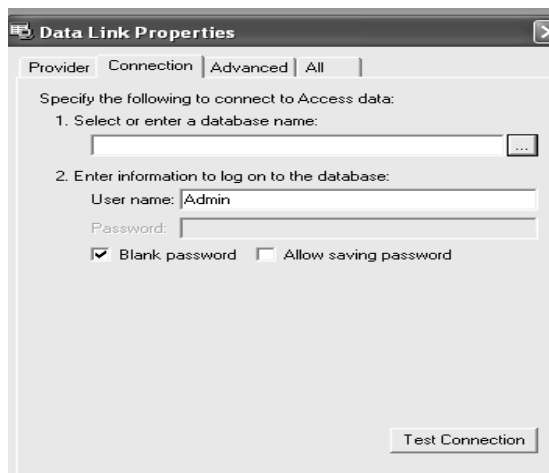 Data Link Properties
Provider Connection Advanced All
Specify the following to connect to Access data:
1. Select or enter a database name:
...
2. Enter information to log on to the database:
User name: Admin
Password:
Blank password Allow saving password
Test Connection